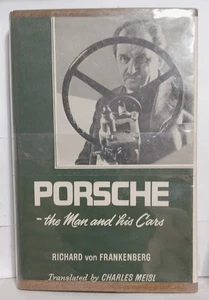 PORSCHE
- the Man and his Cars
RICHARD von FRANKENBERG
Translated by CHARLES MEISL